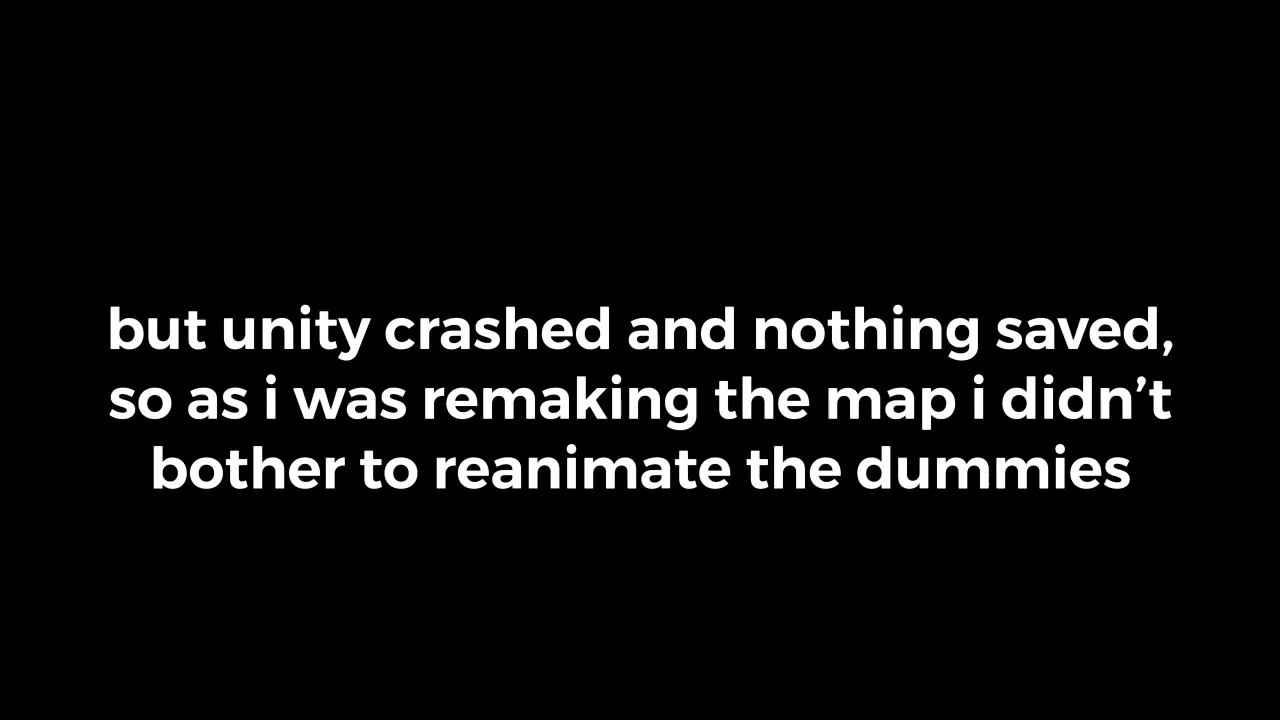 but unity crashed and nothing saved,
so as i was remaking the map i didn’t
bother to reanimate the dummies